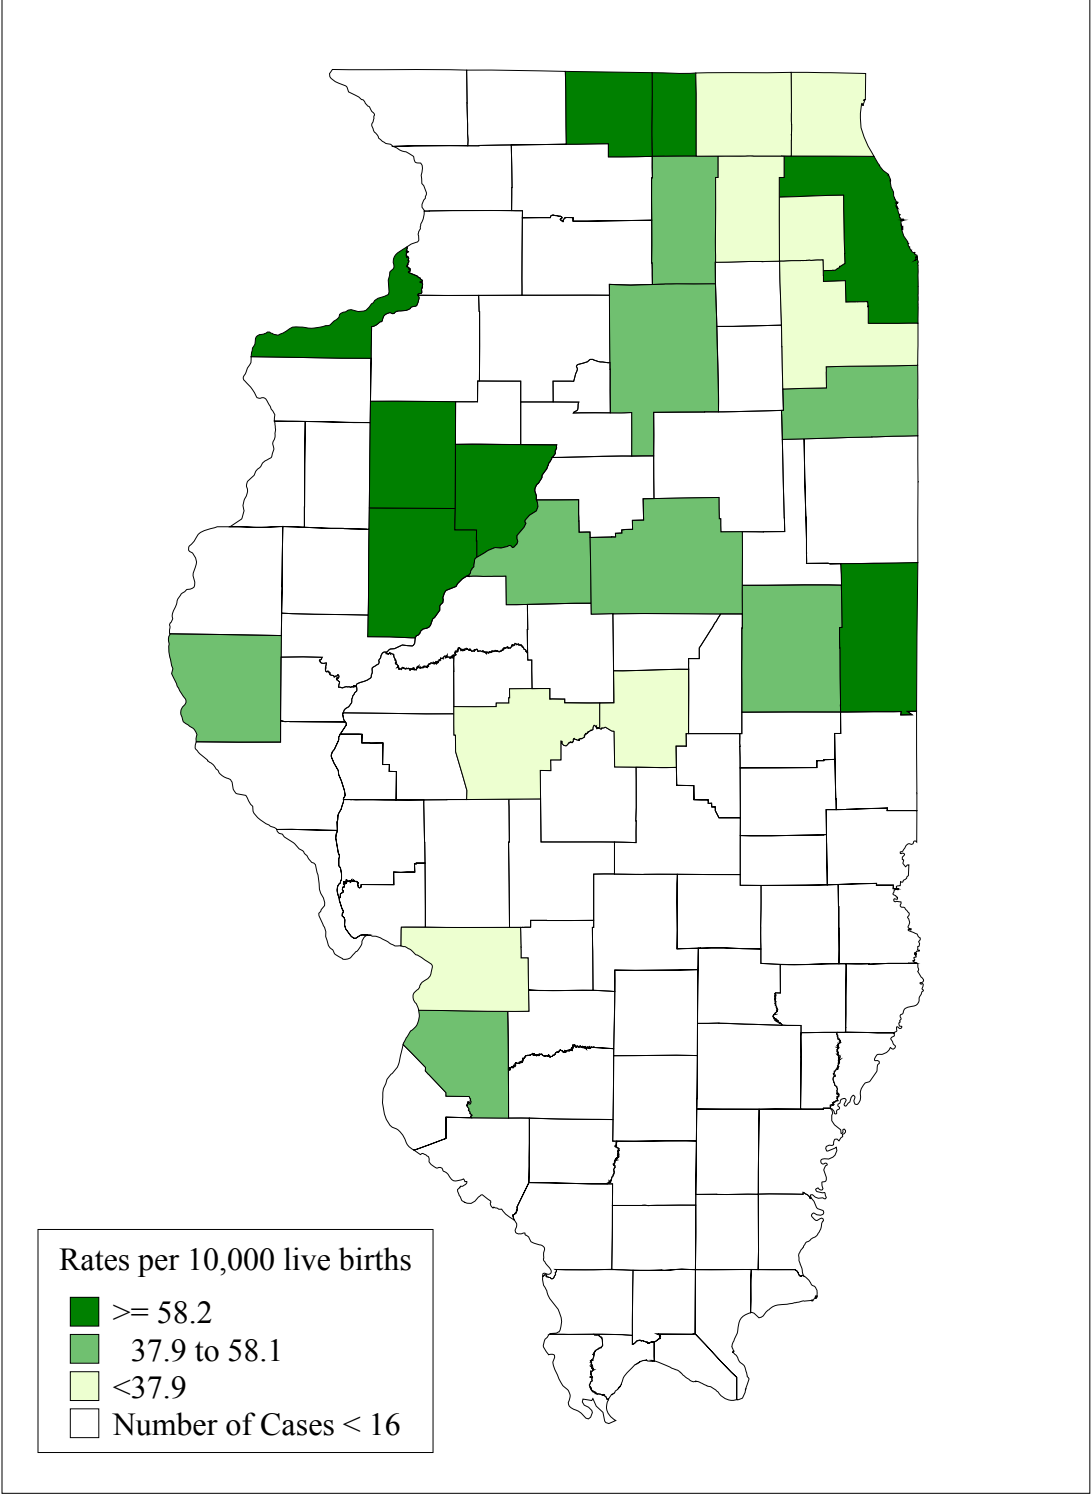 Rates per 10,000 live births
>= 58.2
37.9 to 58.1
<37.9
Number of Cases < 16